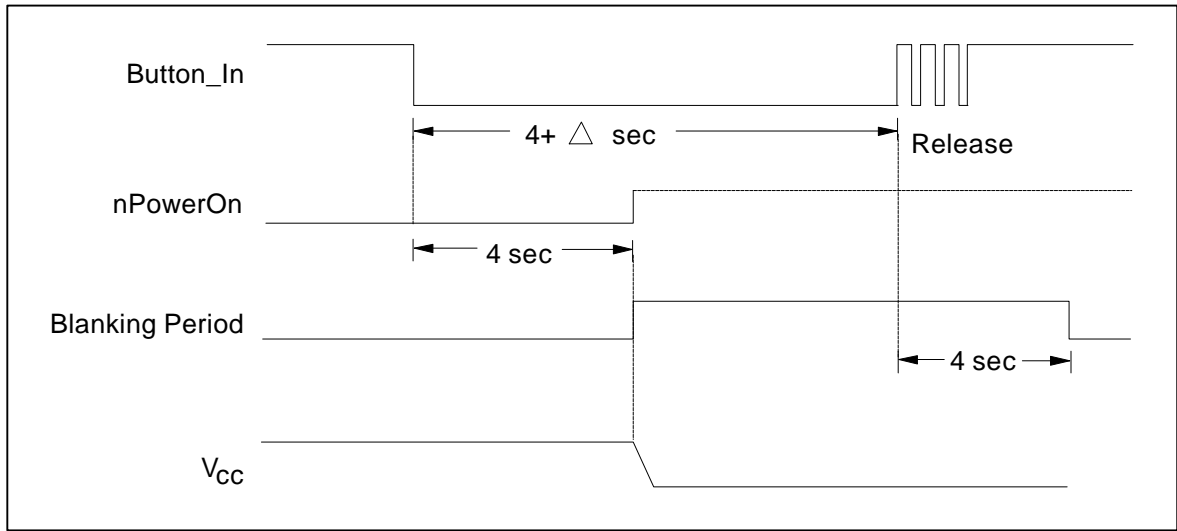 Button_In
4+ △ sec
Release
nPowerOn
4 sec
Blanking Period
4 sec
Vcc